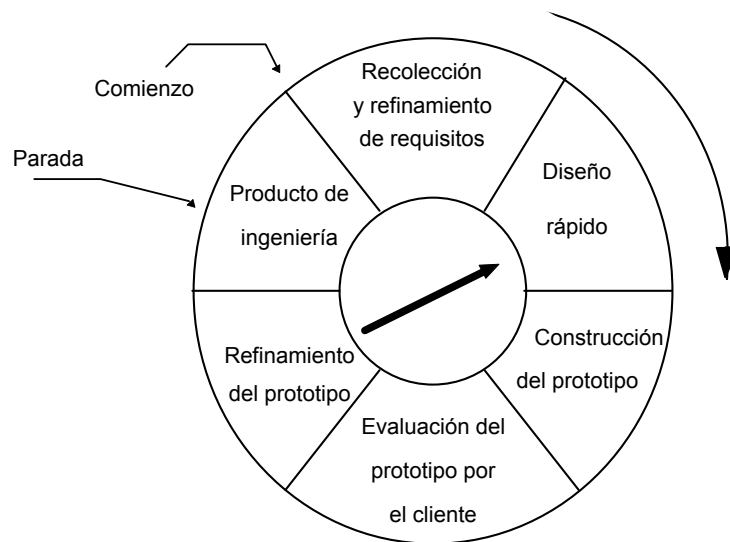 Comienzo
Parada
Recolección
y refinamiento
de requisitos
Diseño
rápido
Construcción
del prototipo
Evaluación del
prototipo por
el cliente
Refinamiento
del prototipo
Producto de
ingeniería